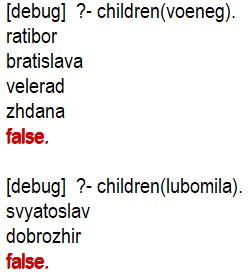 [debug]  ?- children(voeneg).
ratibor
bratislava
velerad
zhdana
false.
[debug]  ?- children(lubomila).
svyatoslav
dobrozhir
false.